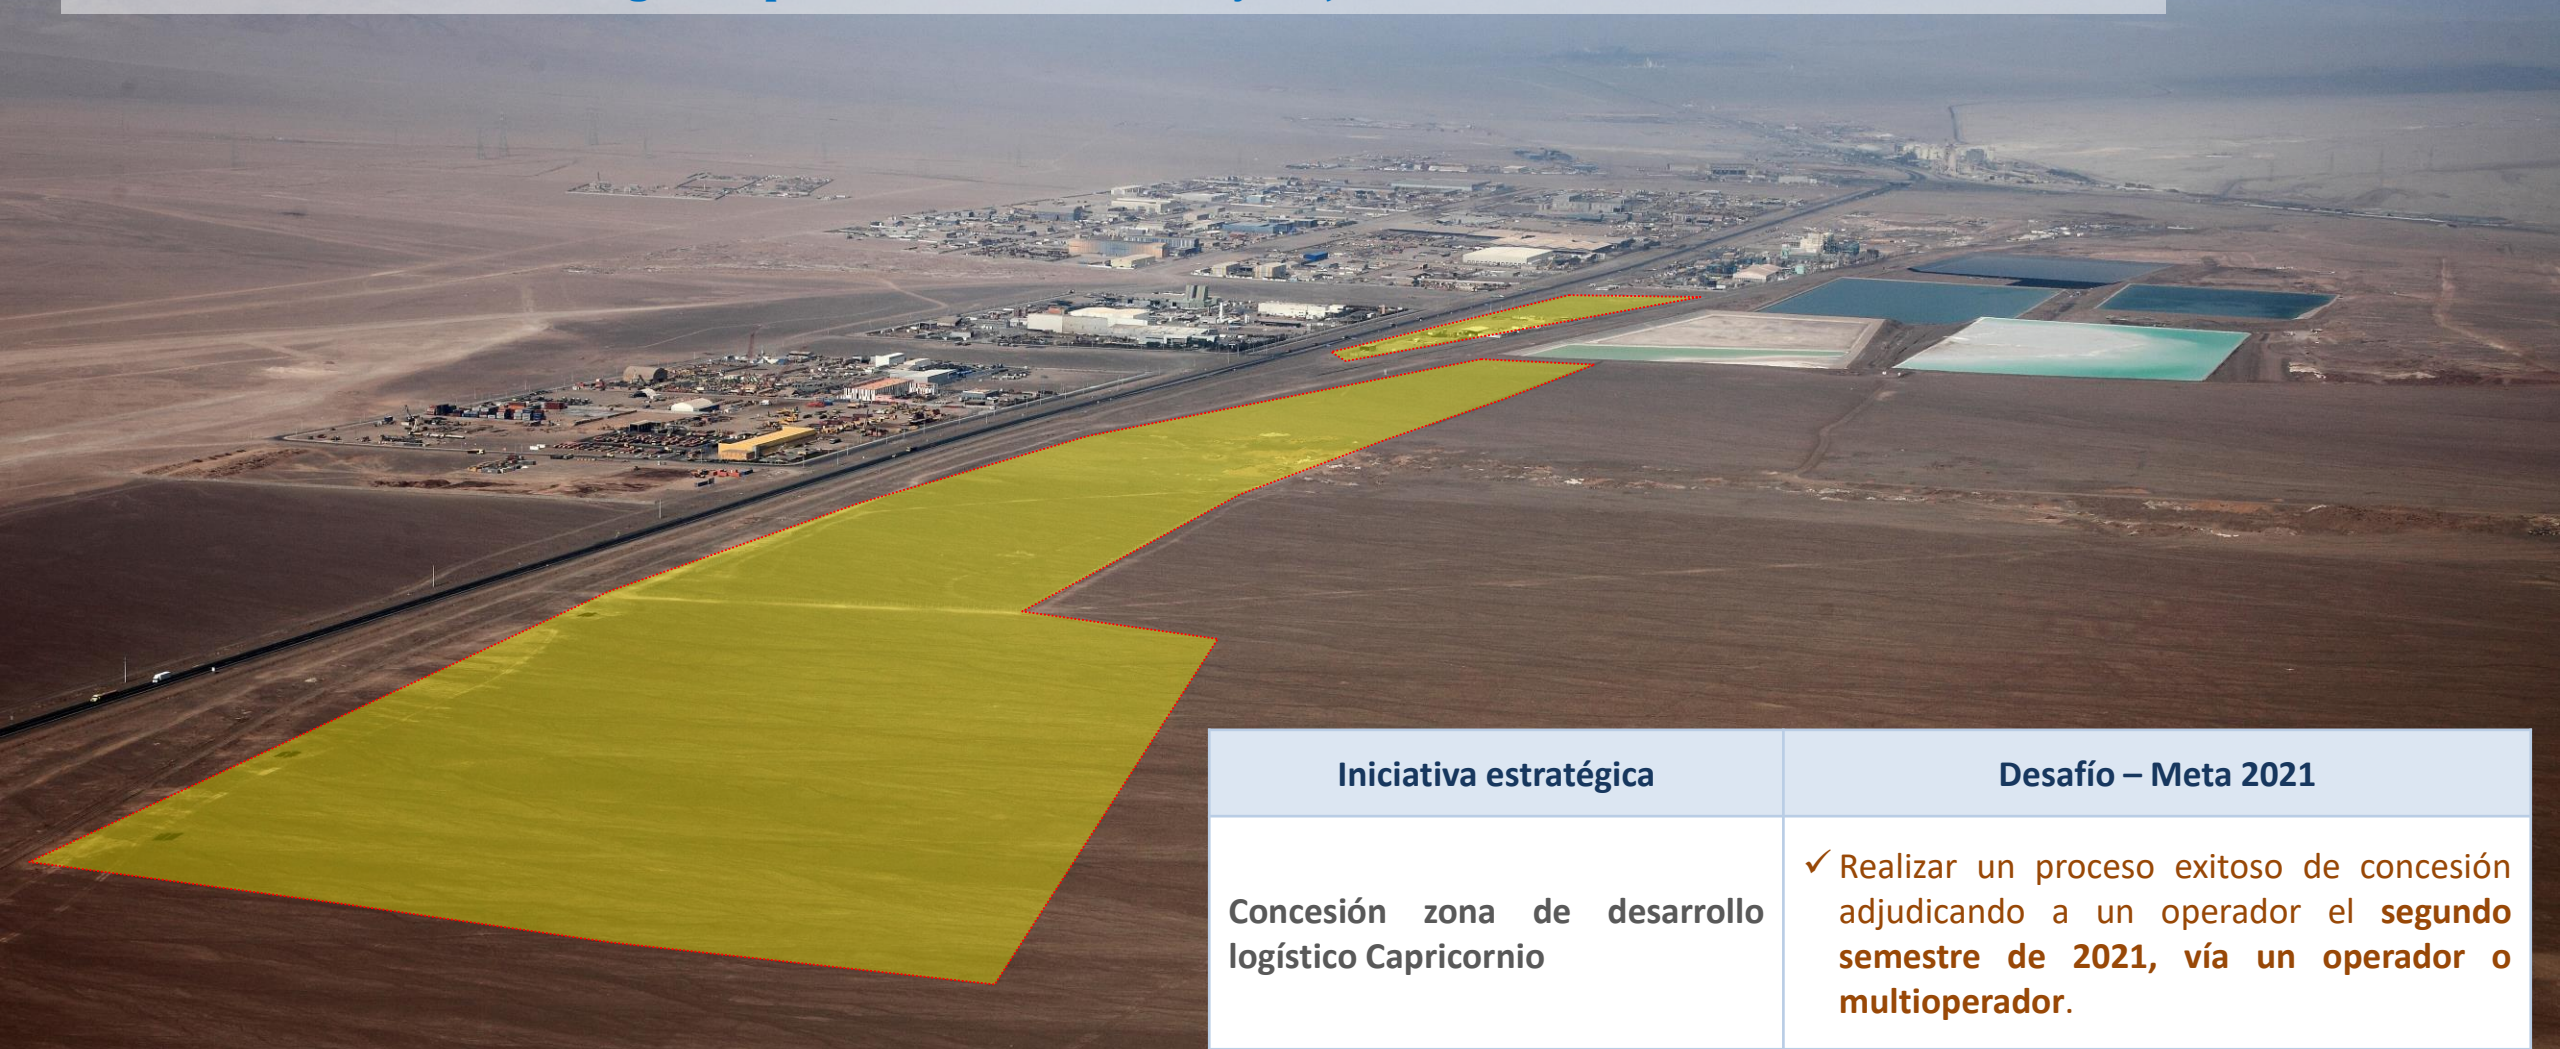 Iniciativa estratégica
Desafío – Meta 2021
Concesión zona de desarrollo
logístico Capricornio
✓ Realizar un proceso exitoso de concesión
adjudicando a un operador el segundo
semestre de 2021, vía un operador o
multioperador.